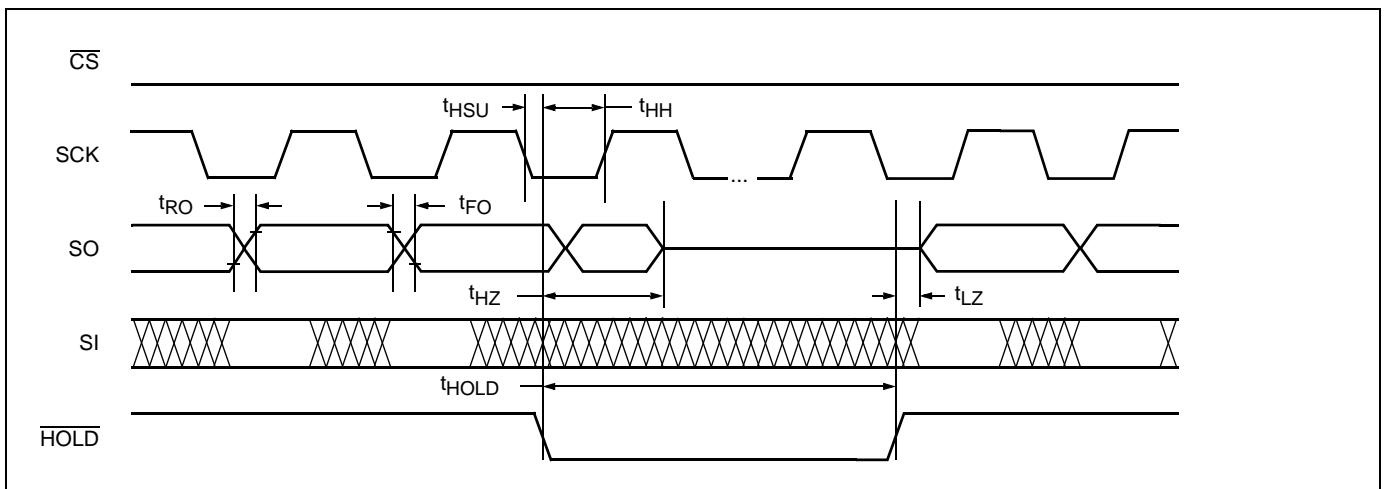 CS
tHSU
tHH
SCK
...
tRO
tFO
SO
tHZ
tLZ
SI
tHOLD
HOLD